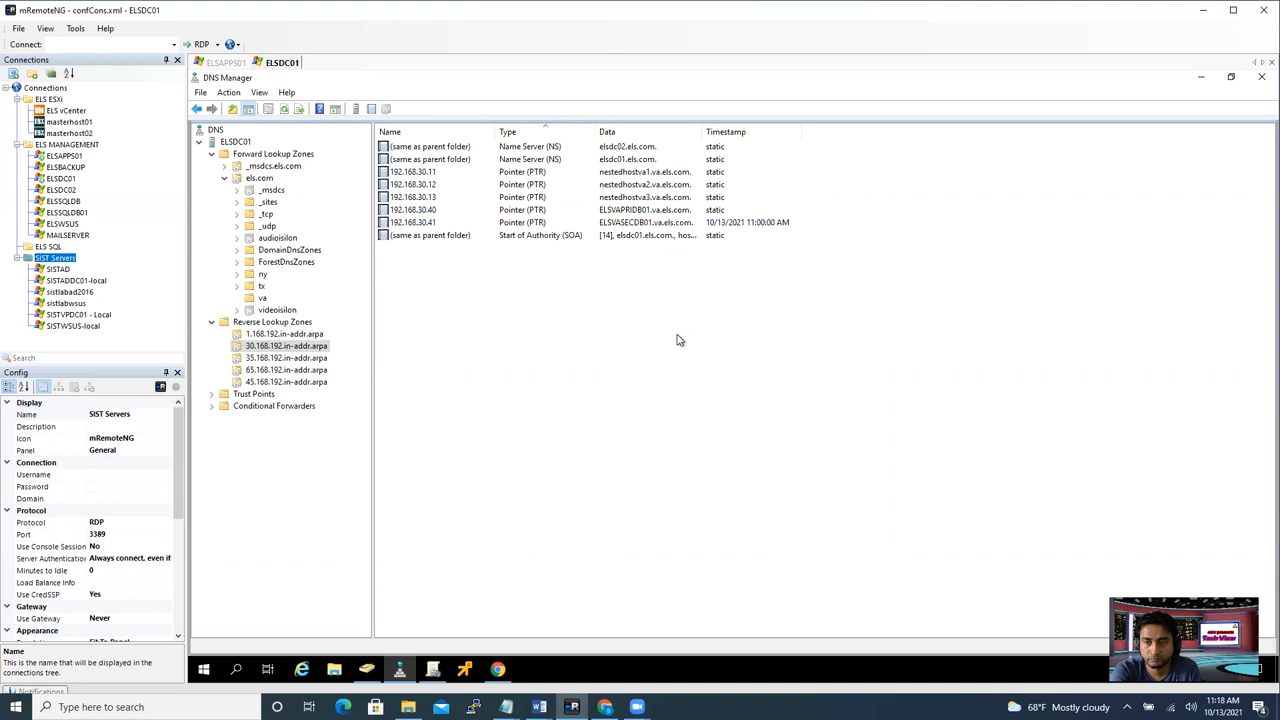 mRemoteNG - confCons.xml - ELSDC01
File View Tools Help
Connect: RDP
Connections
Connections
ELS ESXi
ELS vCenter
masterhost01
masterhost02
ELS MANAGEMENT
ELSAPPS01
ELSBACKUP
ELSDC01
ELSDC02
ELSSQLDB
ELSSQLDB01
ELSWSUS
MAILSERVER
ELS SQL
SIST Servers
SISTAD
SISTADDC01-local
sistlabad2016
sistlabwsus
SISTVPDC01 - Local
SISTWSUS-local
Search
Config
Display
Name SIST Servers
Description
Icon mRemoteNG
Panel General
Connection
Username
Password
Domain
Protocol
Protocol RDP
Port 3389
Use Console Session No
Server Authentication Always connect, even if
Minutes to Idle 0
Load Balance Info
Use CredSSP Yes
Gateway
Use Gateway Never
Appearance
Name
This is the name that will be displayed in the connections tree.
Notifications
ELSAPPS01 ELSDC01
DNS Manager
File Action View Help
DNS
ELSDC01
Forward Lookup Zones
_msdcs.els.com
els.com
_msdcs
_sites
_tcp
_udp
audioisilon
DomainDnsZones
ForestDnsZones
ny
tx
va
videoisilon
Reverse Lookup Zones
1.168.192.in-addr.arpa
30.168.192.in-addr.arpa
35.168.192.in-addr.arpa
65.168.192.in-addr.arpa
45.168.192.in-addr.arpa
Trust Points
Conditional Forwarders
Name Type Data Timestamp
(same as parent folder) Name Server (NS) elsdc02.els.com. static
(same as parent folder) Name Server (NS) elsdc01.els.com. static
192.168.30.11 Pointer (PTR) nestedhostva1.va.els.com. static
192.168.30.12 Pointer (PTR) nestedhostva2.va.els.com. static
192.168.30.13 Pointer (PTR) nestedhostva3.va.els.com. static
192.168.30.40 Pointer (PTR) ELSVAPRIDB01.va.els.com. static
192.168.30.41 Pointer (PTR) ELSVASECDB01.va.els.com. 10/13/2021 11:00:00 AM
(same as parent folder) Start of Authority (SOA) [14], elsdc01.els.com., hos... static
Tech View
Type here to search
68°F Mostly cloudy
11:18 AM
10/13/2021